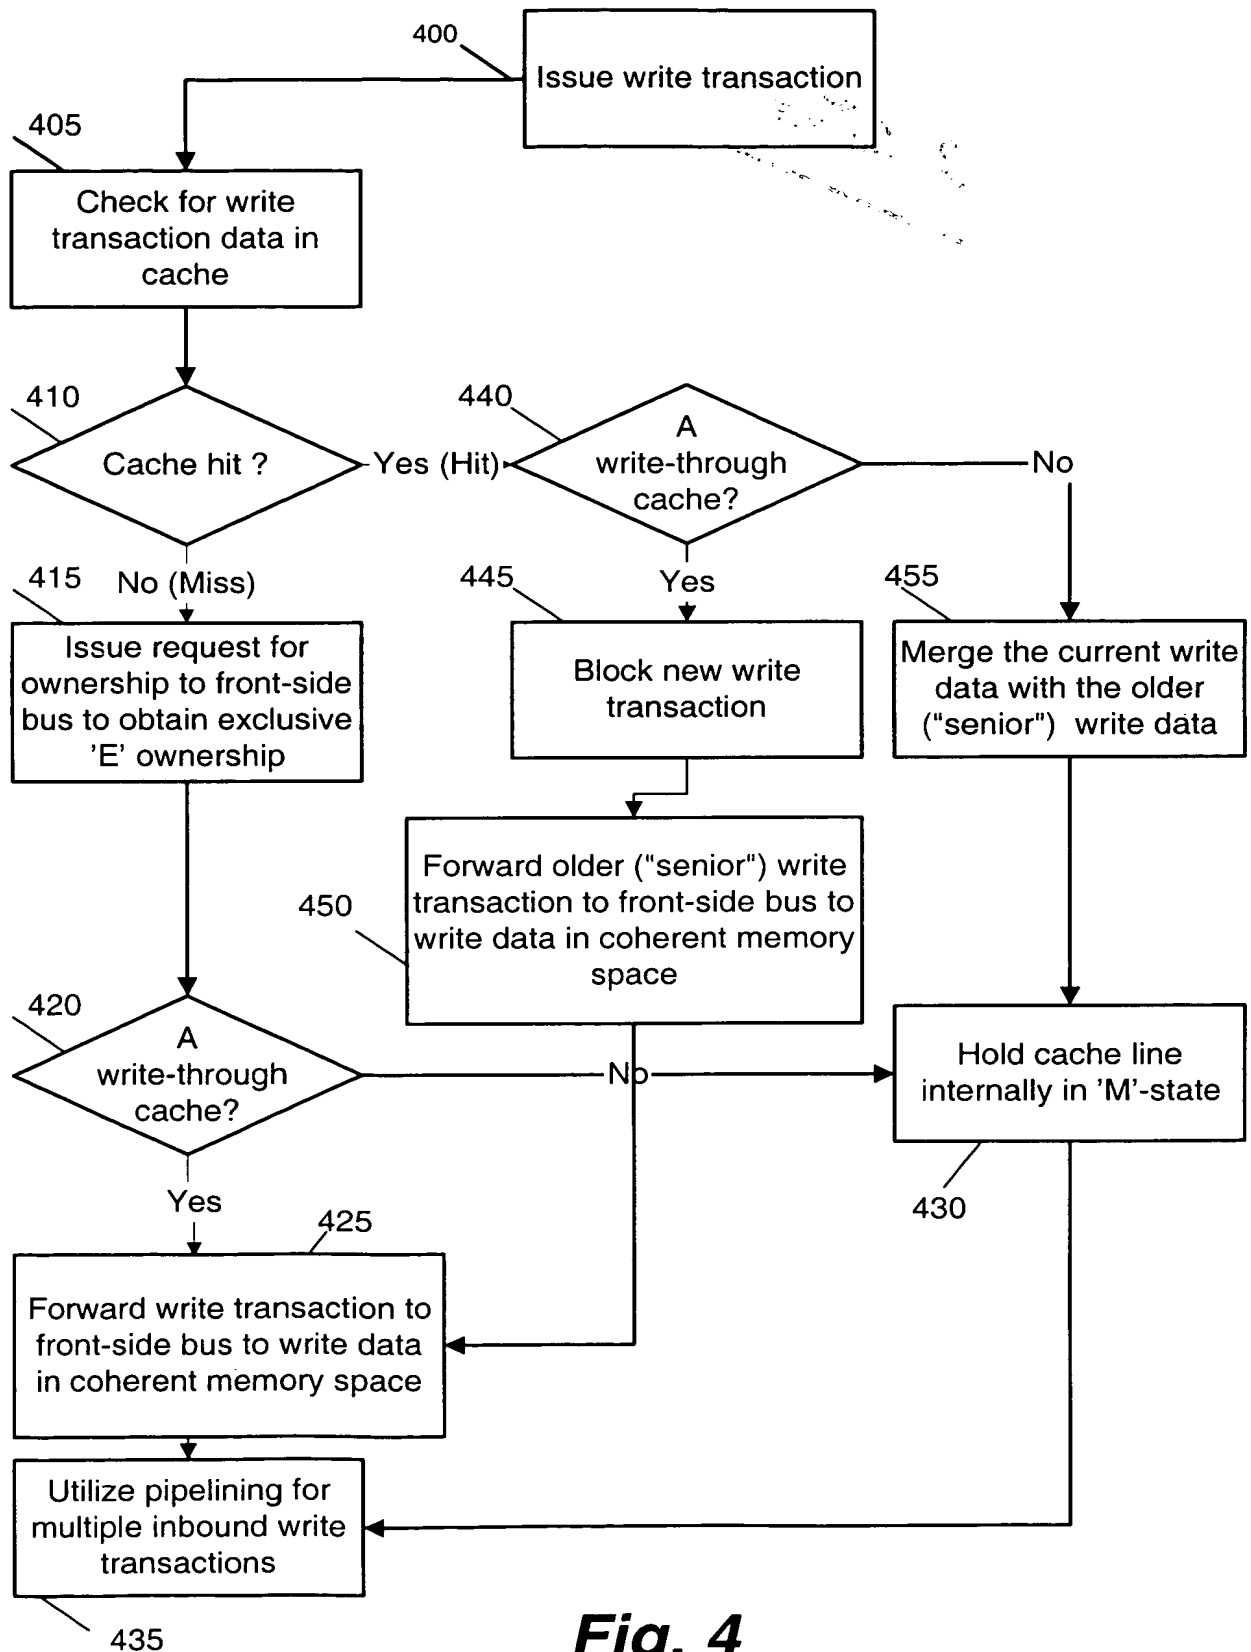 400
Issue write transaction
405
Check for write
transaction data in
cache
410
Cache hit ?
Yes (Hit)
440
A
write-through
cache?
No
415
No (Miss)
Issue request for
ownership to front-side
bus to obtain exclusive
'E' ownership
445
Yes
Block new write
transaction
455
Merge the current write
data with the older
("senior") write data
450
Forward older ("senior") write
transaction to front-side bus to
write data in coherent memory
space
420
A
write-through
cache?
No
Hold cache line
internally in 'M'-state
430
Yes
425
Forward write transaction to
front-side bus to write data
in coherent memory space
Utilize pipelining for
multiple inbound write
transactions
435
Fig. 4